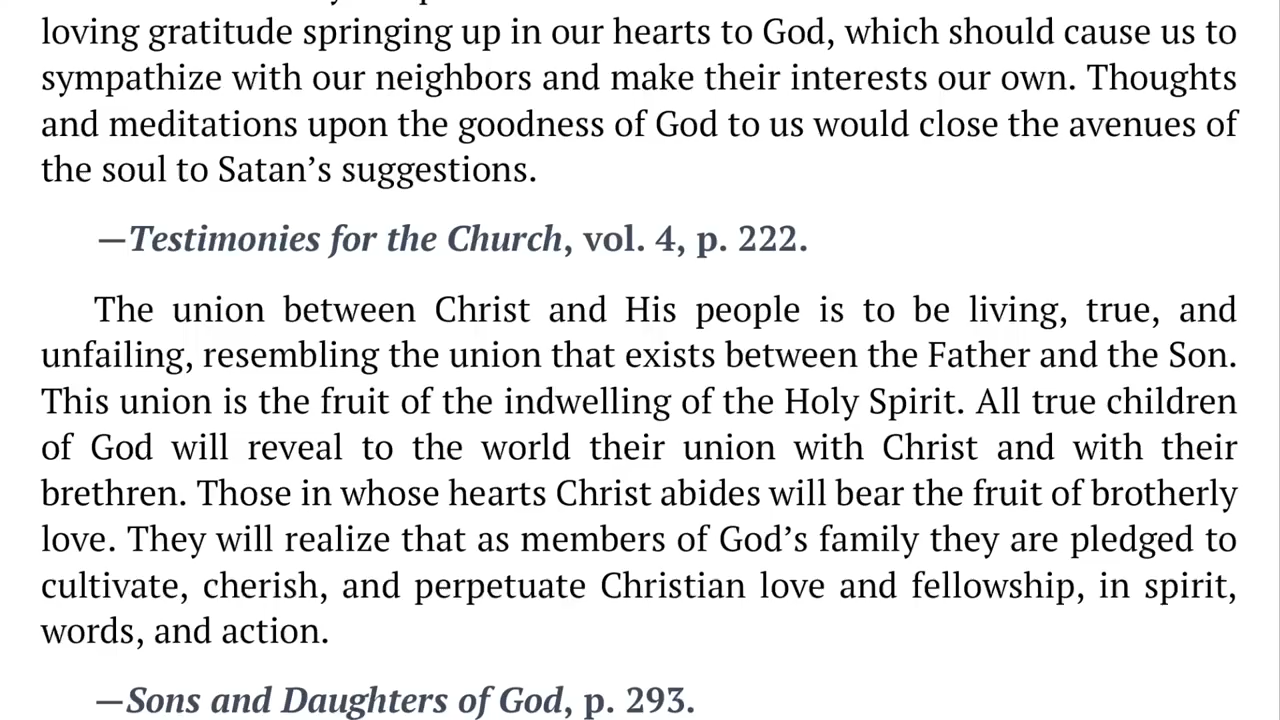 loving gratitude springing up in our hearts to God, which should cause us to
sympathize with our neighbors and make their interests our own. Thoughts
and meditations upon the goodness of God to us would close the avenues of
the soul to Satan’s suggestions.
—Testimonies for the Church, vol. 4, p. 222.
The union between Christ and His people is to be living, true, and
unfailing, resembling the union that exists between the Father and the Son.
This union is the fruit of the indwelling of the Holy Spirit. All true children
of God will reveal to the world their union with Christ and with their
brethren. Those in whose hearts Christ abides will bear the fruit of brotherly
love. They will realize that as members of God’s family they are pledged to
cultivate, cherish, and perpetuate Christian love and fellowship, in spirit,
words, and action.
—Sons and Daughters of God, p. 293.